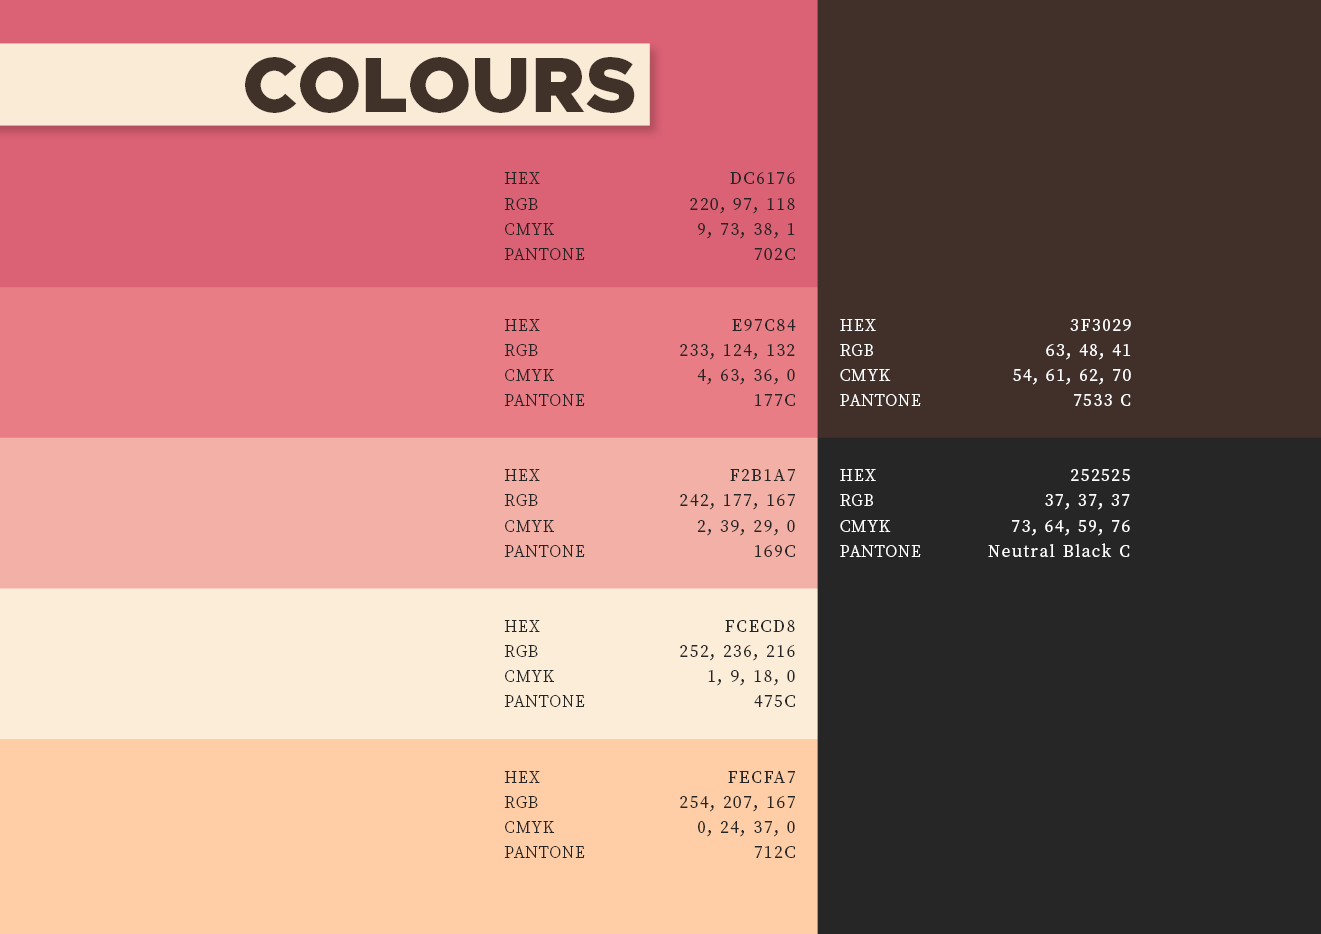 COLOURS
HEX DC6176
RGB 220, 97, 118
CMYK 9, 73, 38, 1
PANTONE 702C
HEX E97C84
RGB 233, 124, 132
CMYK 4, 63, 36, 0
PANTONE 177C
HEX F2B1A7
RGB 242, 177, 167
CMYK 2, 39, 29, 0
PANTONE 169C
HEX FCECD8
RGB 252, 236, 216
CMYK 1, 9, 18, 0
PANTONE 475C
HEX FECFA7
RGB 254, 207, 167
CMYK 0, 24, 37, 0
PANTONE 712C
HEX 3F3029
RGB 63, 48, 41
CMYK 54, 61, 62, 70
PANTONE 7533 C
HEX 252525
RGB 37, 37, 37
CMYK 73, 64, 59, 76
PANTONE Neutral Black C